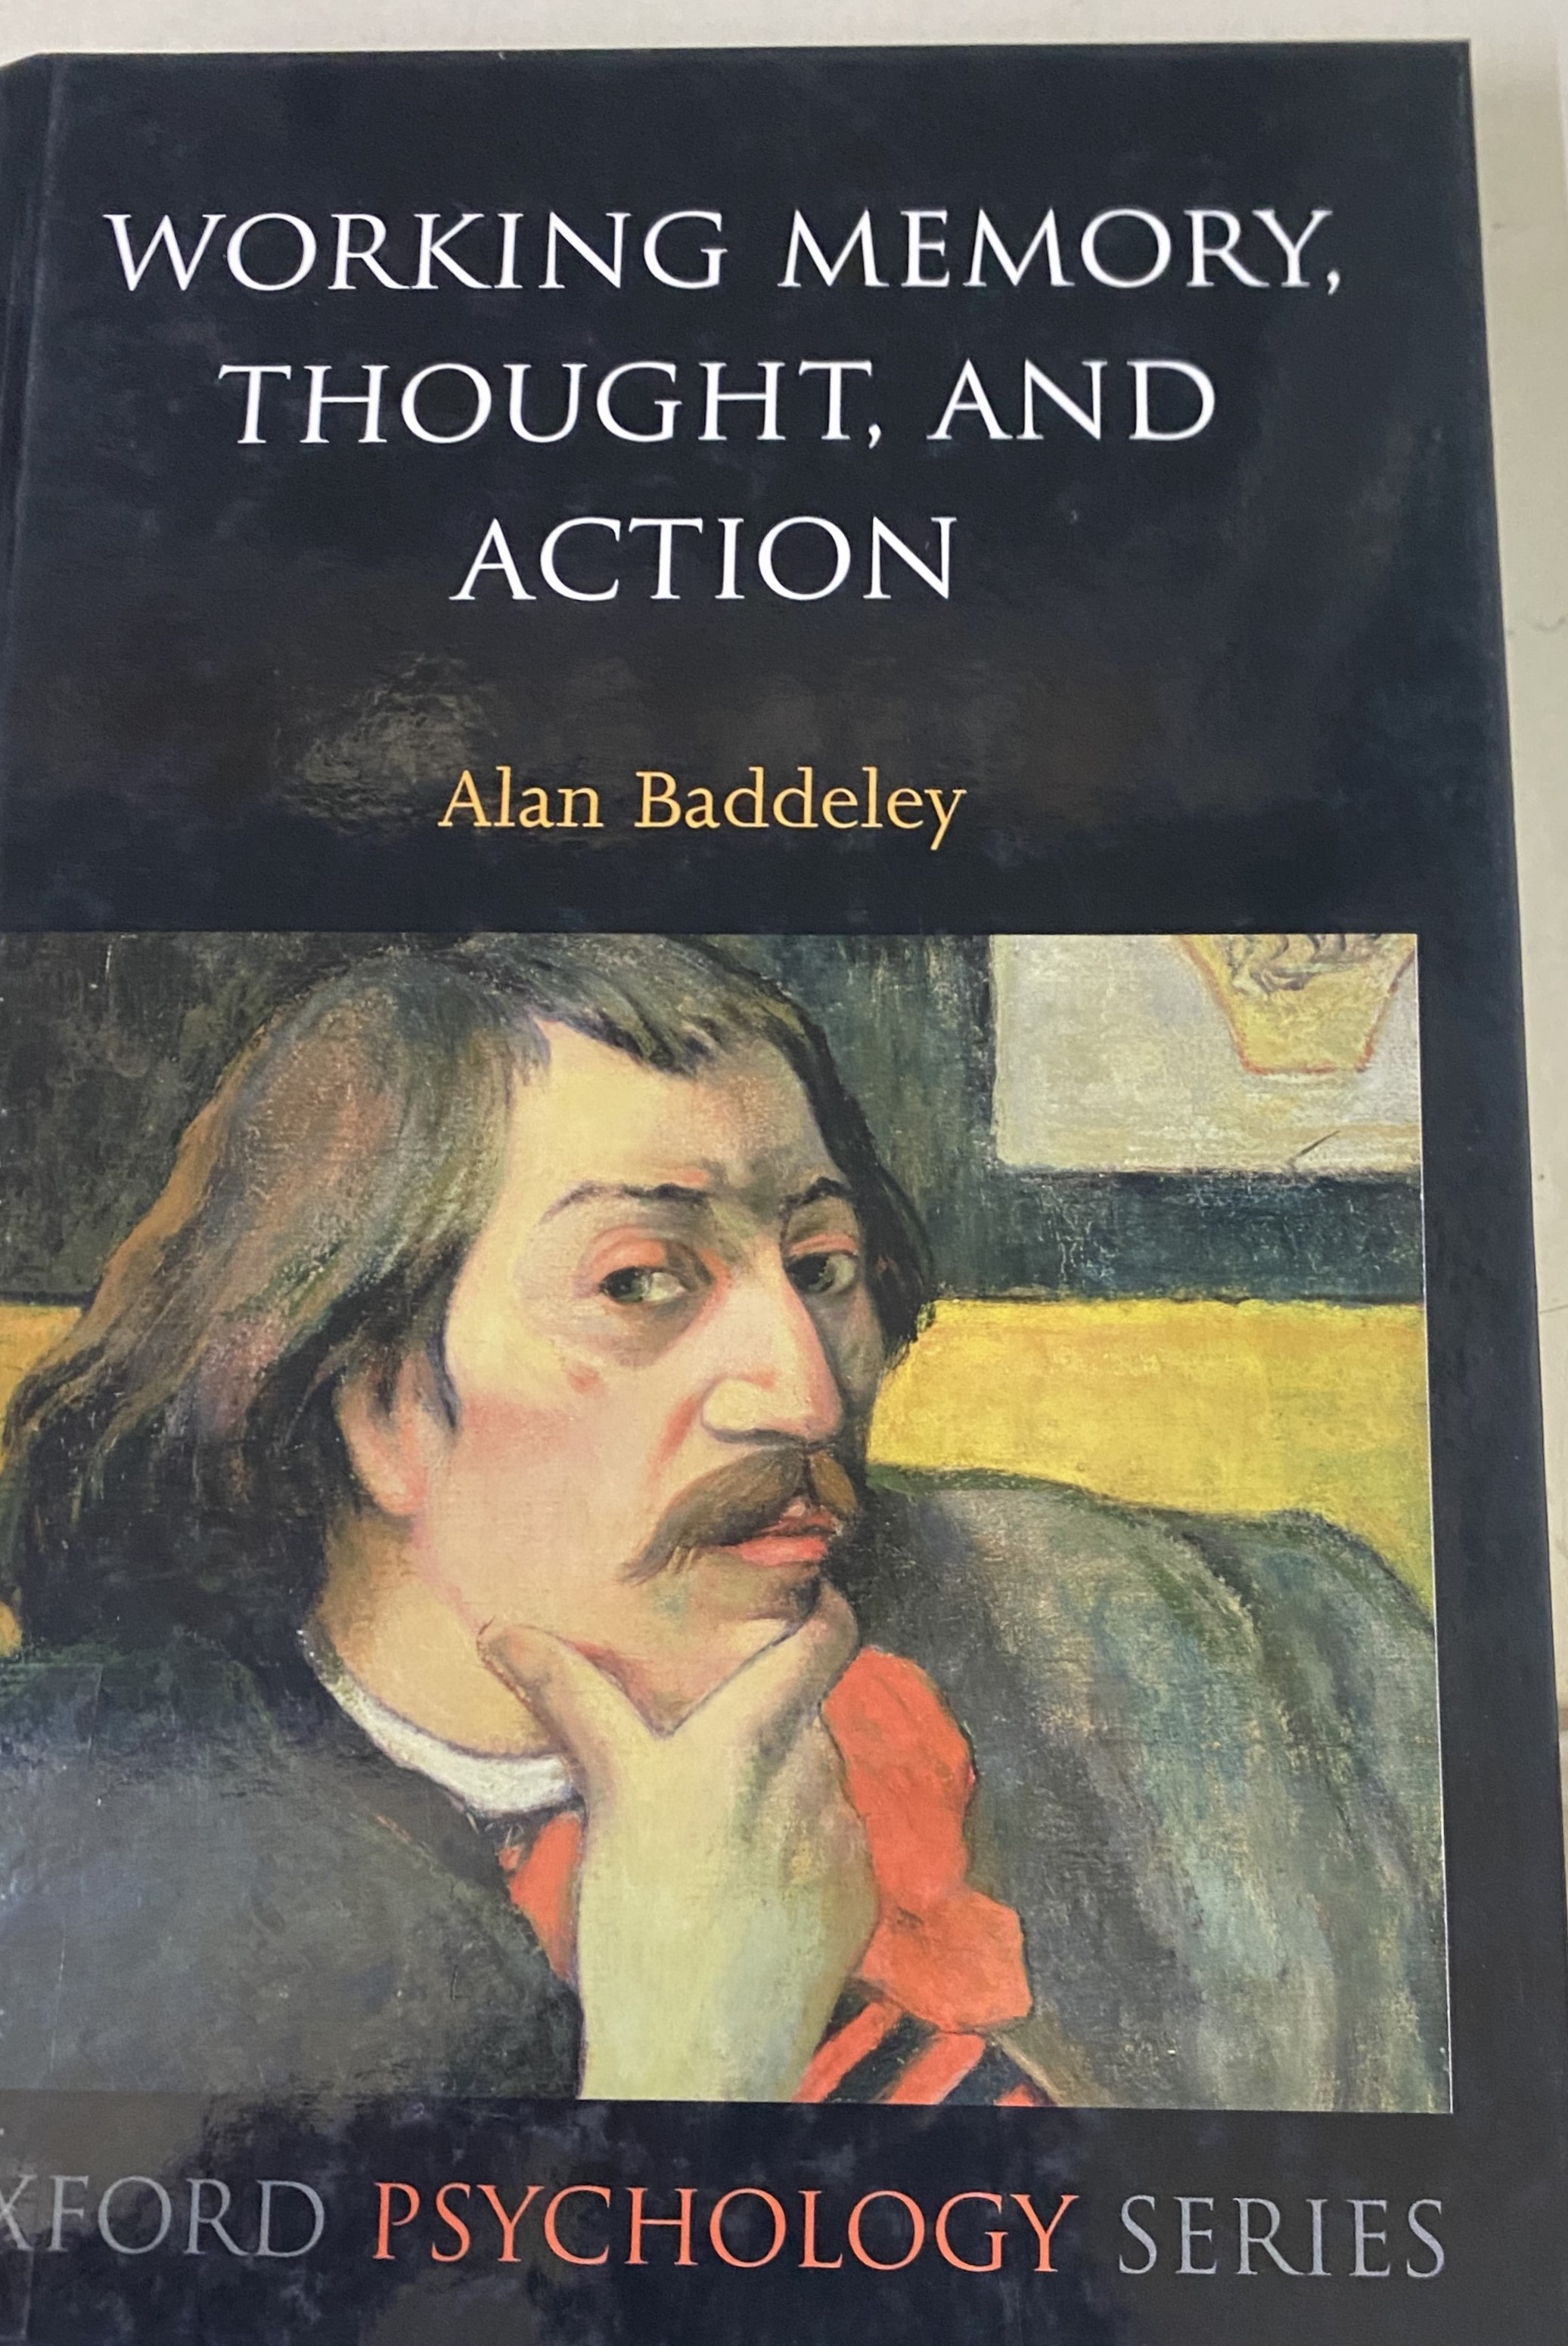 WORKING MEMORY,
THOUGHT, AND
ACTION
Alan Baddeley
XFORD PSYCHOLOGY SERIES